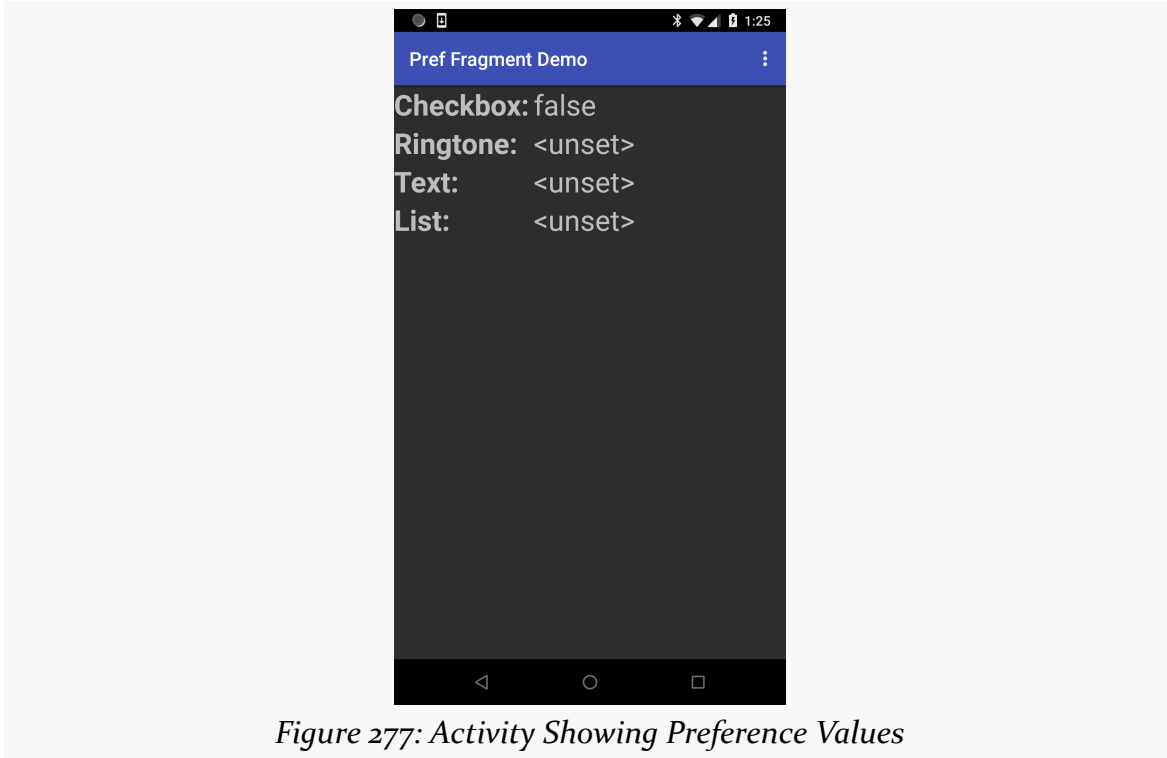 1:25
Pref Fragment Demo
Checkbox: false
Ringtone: <unset>
Text: <unset>
List: <unset>
Figure 277: Activity Showing Preference Values